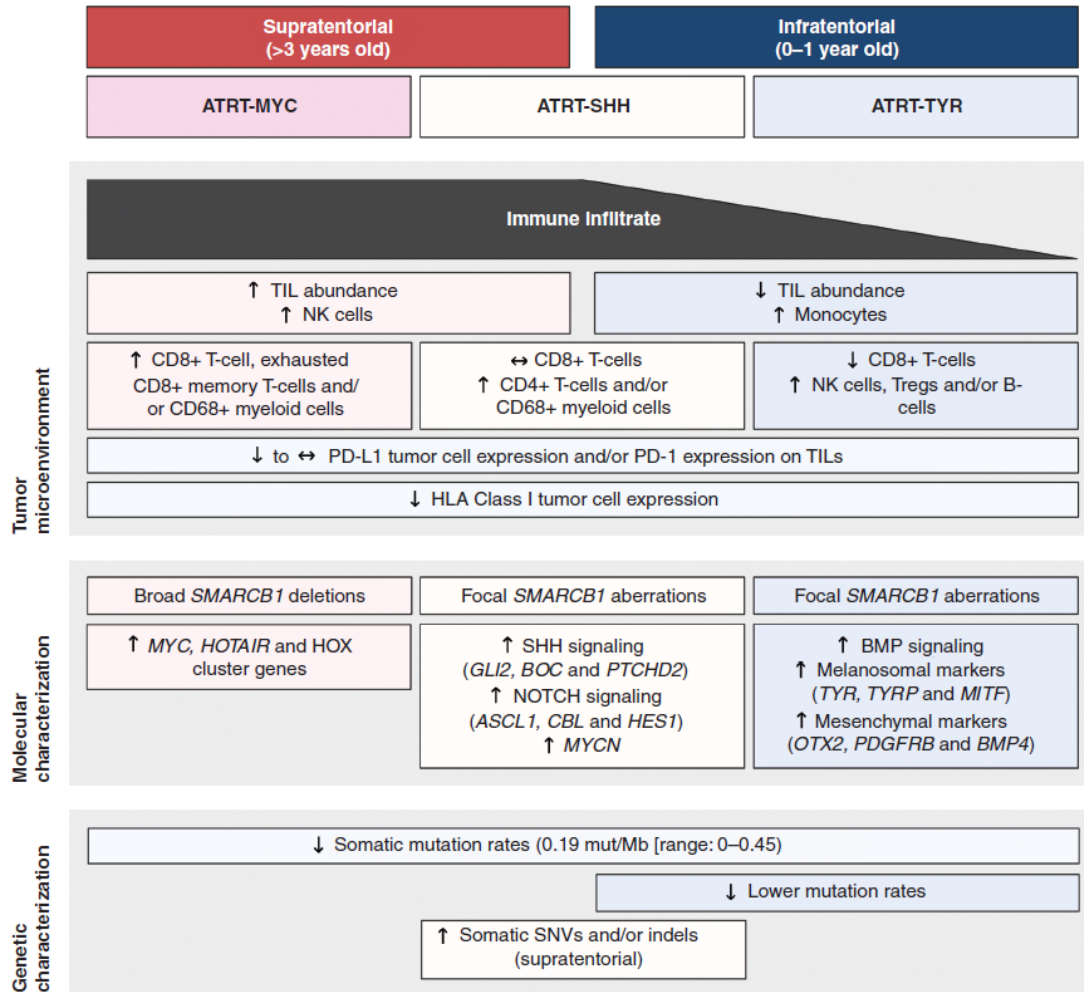 Supratentorial
(>3 years old)
Infratentorial
(0–1 year old)
ATRT-MYC
ATRT-SHH
ATRT-TYR
Tumor
microenvironment
Immune Infiltrate
↑ TIL abundance
↑ NK cells
↓ TIL abundance
↑ Monocytes
↑ CD8+ T-cell, exhausted
CD8+ memory T-cells and/
or CD68+ myeloid cells
↔ CD8+ T-cells
↑ CD4+ T-cells and/or
CD68+ myeloid cells
↓ CD8+ T-cells
↑ NK cells, Tregs and/or B-
cells
↓ to ↔ PD-L1 tumor cell expression and/or PD-1 expression on TILs
↓ HLA Class I tumor cell expression
Molecular
characterization
Broad SMARCB1 deletions
Focal SMARCB1 aberrations
Focal SMARCB1 aberrations
↑ MYC, HOTAIR and HOX
cluster genes
↑ SHH signaling
(GLI2, BOC and PTCHD2)
↑ NOTCH signaling
(ASCL1, CBL and HES1)
↑ MYCN
↑ BMP signaling
↑ Melanosomal markers
(TYR, TYRP and MITF)
↑ Mesenchymal markers
(OTX2, PDGFRB and BMP4)
Genetic
characterization
↓ Somatic mutation rates (0.19 mut/Mb [range: 0–0.45)
↓ Lower mutation rates
↑ Somatic SNVs and/or indels
(supratentorial)